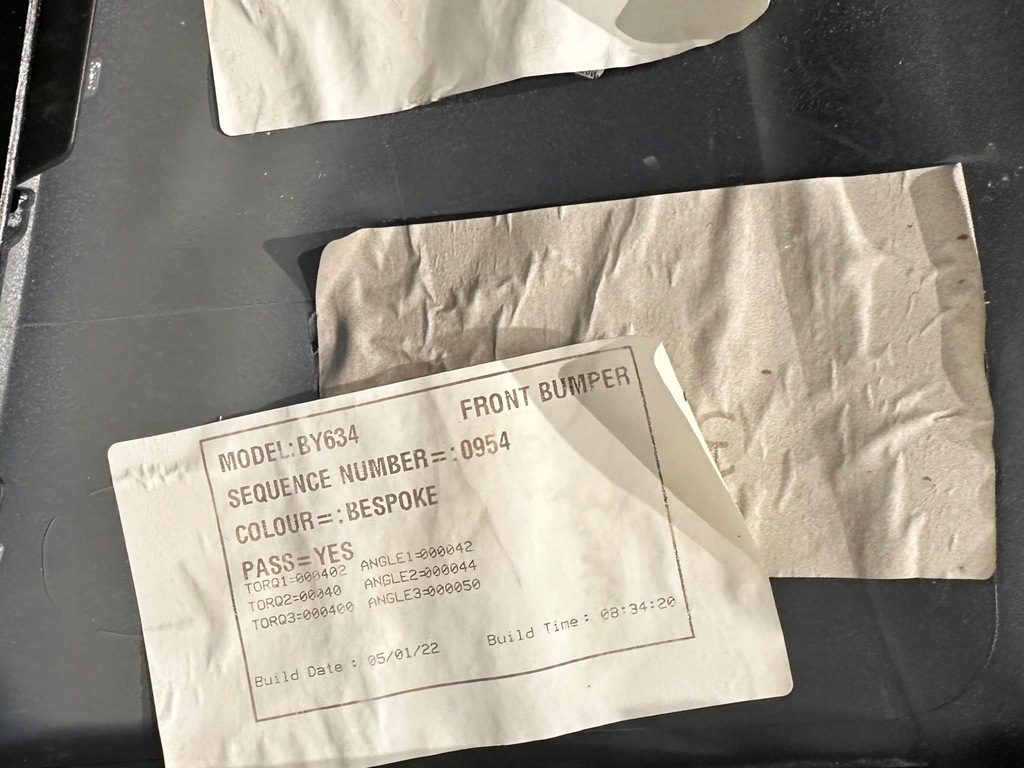 FRONT BUMPER
MODEL:BY634
SEQUENCE NUMBER=:0954
COLOUR=:BESPOKE
PASS=YES
TORQ1=000402 ANGLE1=000042
TORQ2=00040 ANGLE2=000044
TORQ3=000400 ANGLE3=000050
Build Date : 05/01/22 Build Time: 08:34:20